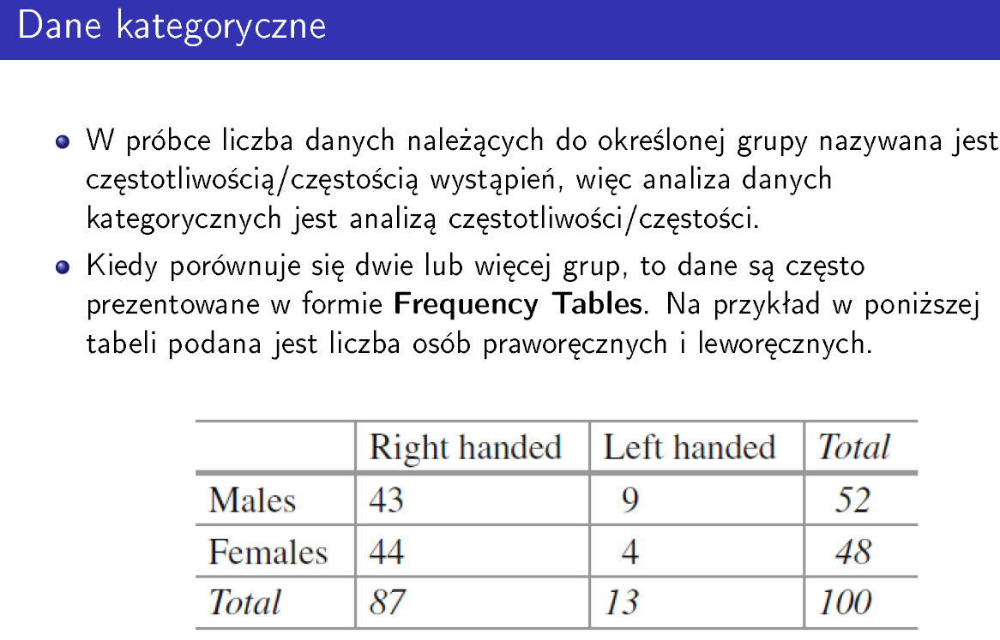 Dane kategoryczne
W próbce liczba danych należących do określonej grupy nazywana jest
częstotliwością/częstością wystąpień, więc analiza danych
kategorycznych jest analizą częstotliwości/częstości.
Kiedy porównuje się dwie lub więcej grup, to dane są często
prezentowane w formie Frequency Tables. Na przykład w poniższej
tabeli podana jest liczba osób praworęcznych i leworęcznych.
Right handed Left handed Total
Males 43 9 52
Females 44 4 48
Total 87 13 100